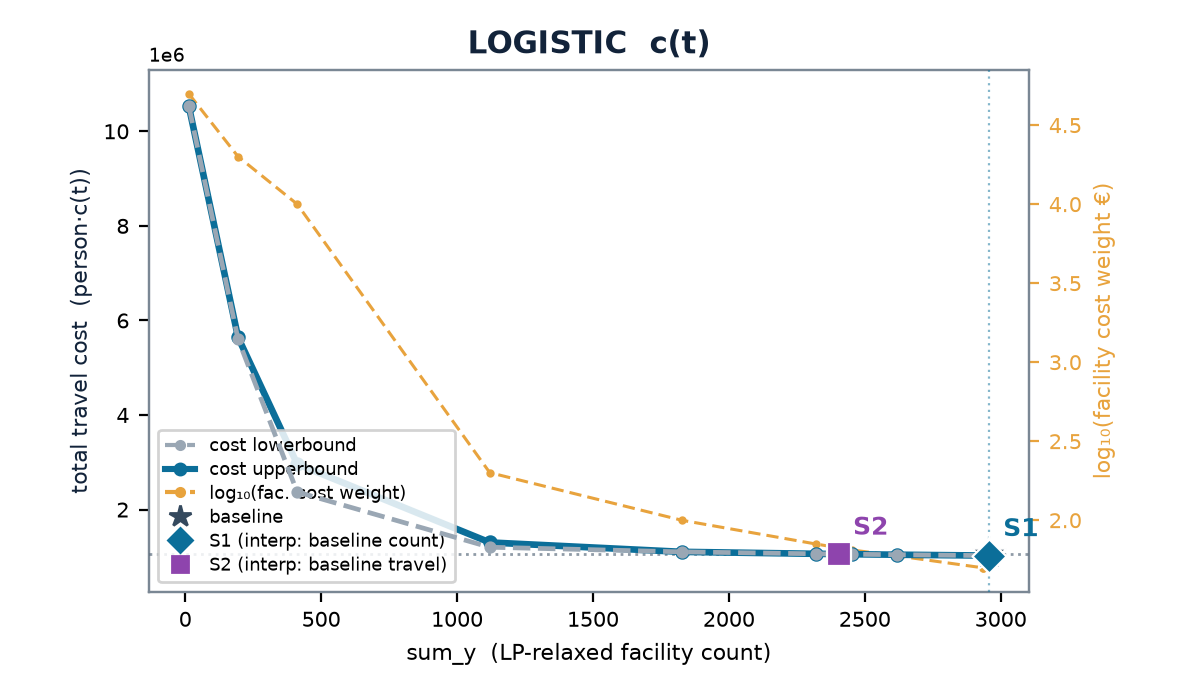 LOGISTIC  c(t)
1e6
10
8
6
4
2
total travel cost  (person·c(t))
4.5
4.0
3.5
3.0
2.5
2.0
log₁₀(facility cost weight €)
cost lowerbound
cost upperbound
log₁₀(fac. cost weight)
baseline
S1 (interp: baseline count)
S2 (interp: baseline travel)
S2
S1
0
500
1000
1500
2000
2500
3000
sum_y  (LP-relaxed facility count)